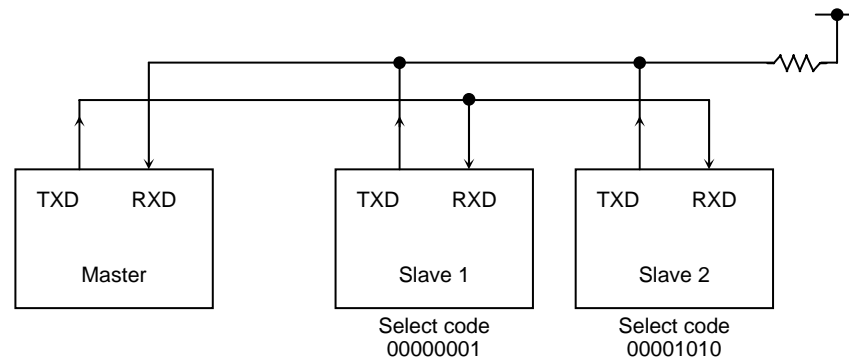 TXD RXD TXD RXD TXD RXD
Master Slave 1 Slave 2
Select code Select code
00000001 00001010